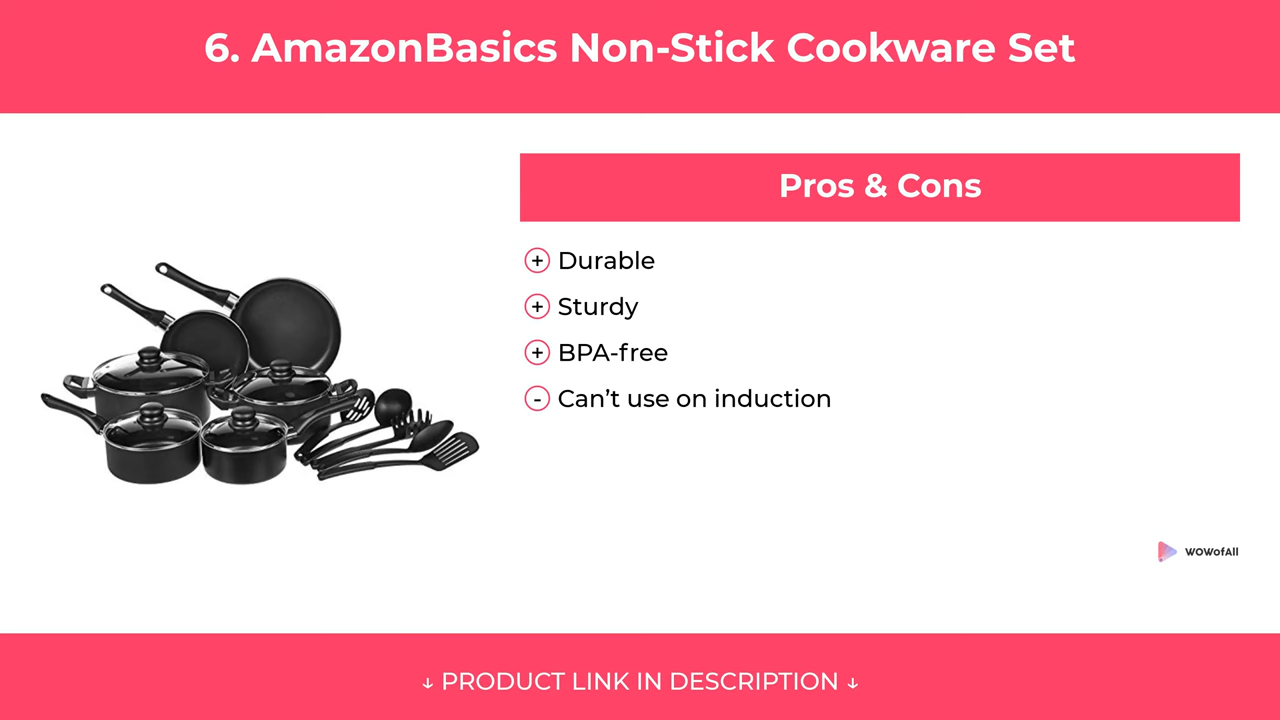 6. AmazonBasics Non-Stick Cookware Set
Pros & Cons
+ Durable
+ Sturdy
+ BPA-free
- Can’t use on induction
WOWofAll
↓ PRODUCT LINK IN DESCRIPTION ↓